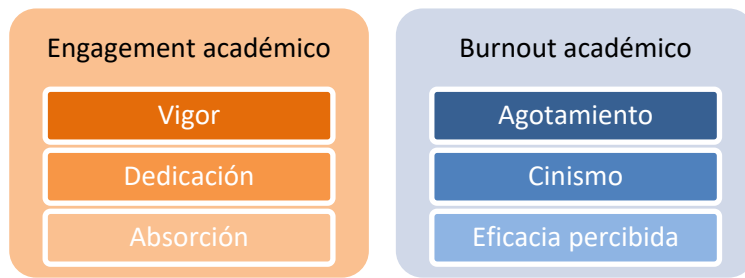 Engagement académico
Vigor
Dedicación
Absorción
Burnout académico
Agotamiento
Cinismo
Eficacia percibida